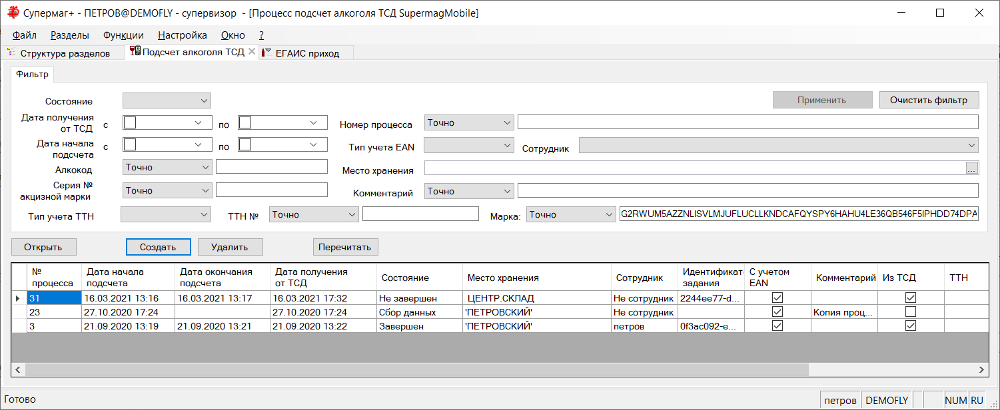 Супермаг+ - ПЕТРОВ@DEMOFLY - супервизор - [Процесс подсчет алкоголя ТСД SupermagMobile]
Файл Разделы Функции Настройка Окно ?
Структура разделов Подсчет алкоголя ТСД ЕГАИС приход
Фильтр
Состояние Применить Очистить фильтр
Дата получения от ТСД с по Номер процесса Точно
Дата начала подсчета с по Тип учета EAN Сотрудник
Алкокод Точно Место хранения ...
Серия № акцизной марки Точно Комментарий Точно
Тип учета ТТН ТТН № Точно Марка: Точно G2RWUM5AZZNLISVLMJUFLUCLLKNDCAFQYSPY6HAHU4LE36QB546F5IPHDD74DPA
Открыть Создать Удалить Перечитать
№ процесса Дата начала подсчета Дата окончания подсчета Дата получения от ТСД Состояние Место хранения Сотрудник Идентификат задания С учетом EAN Комментарий Из ТСД ТТН
31 16.03.2021 13:16 16.03.2021 13:17 16.03.2021 17:32 Не завершен ЦЕНТР.СКЛАД Не сотрудник 2244ee77-d...
23 27.10.2020 17:24 27.10.2020 17:24 Сбор данных 'ПЕТРОВСКИЙ' Не сотрудник Копия проц...
3 21.09.2020 13:19 21.09.2020 13:21 21.09.2020 13:22 Завершен 'ПЕТРОВСКИЙ' петров 0f3ac092-e...
Готово петров DEMOFLY NUM RU